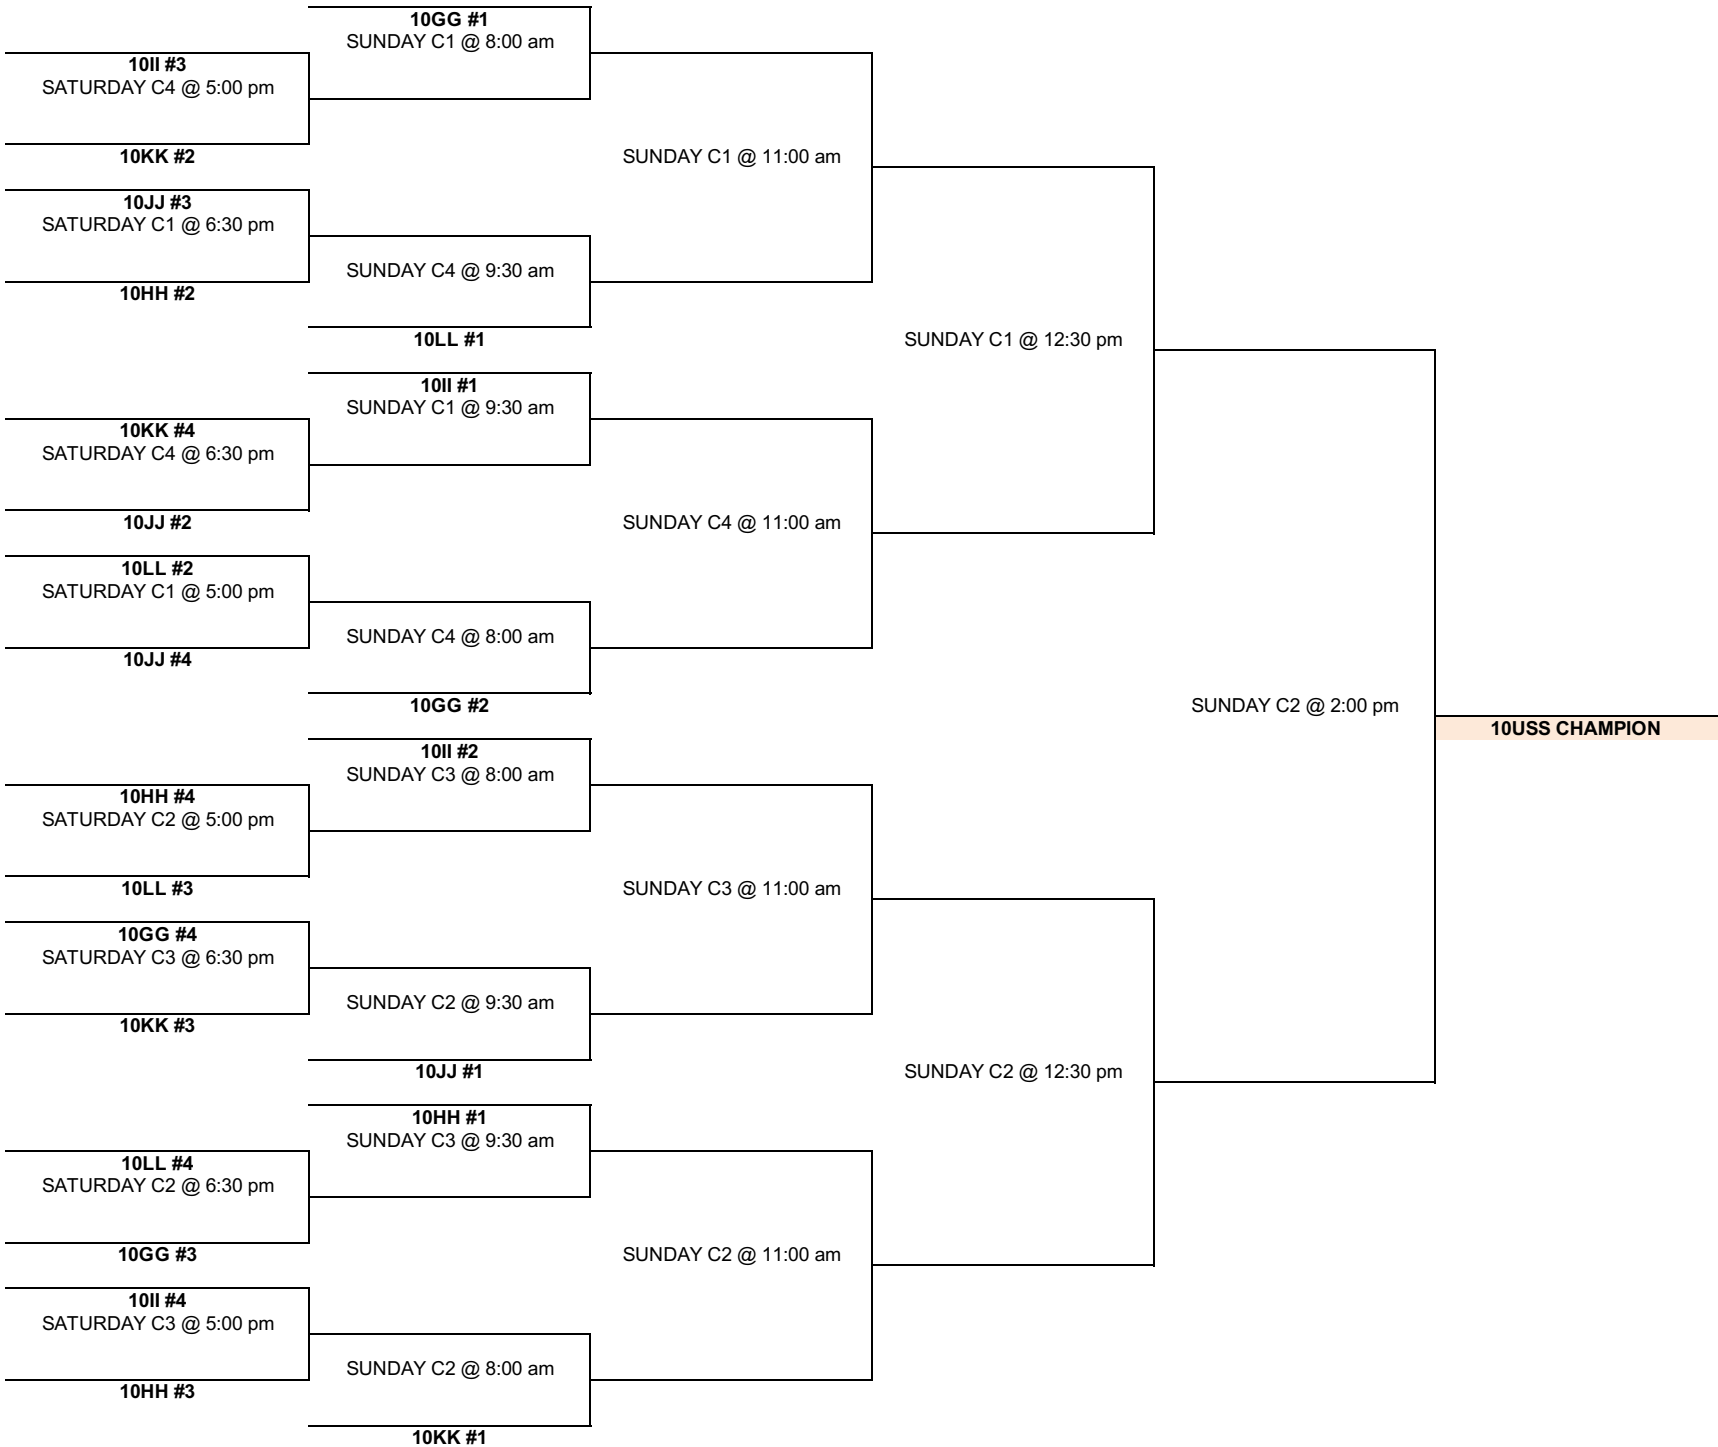 10GG #1
SUNDAY C1 @ 8:00 am
10II #3
SATURDAY C4 @ 5:00 pm
10KK #2
SUNDAY C1 @ 11:00 am
10JJ #3
SATURDAY C1 @ 6:30 pm
SUNDAY C4 @ 9:30 am
10HH #2
10LL #1
SUNDAY C1 @ 12:30 pm
10II #1
SUNDAY C1 @ 9:30 am
10KK #4
SATURDAY C4 @ 6:30 pm
10JJ #2
SUNDAY C4 @ 11:00 am
10LL #2
SATURDAY C1 @ 5:00 pm
SUNDAY C4 @ 8:00 am
10JJ #4
10GG #2
SUNDAY C2 @ 2:00 pm
10USS CHAMPION
10II #2
SUNDAY C3 @ 8:00 am
10HH #4
SATURDAY C2 @ 5:00 pm
10LL #3
SUNDAY C3 @ 11:00 am
10GG #4
SATURDAY C3 @ 6:30 pm
SUNDAY C2 @ 9:30 am
10KK #3
10JJ #1
SUNDAY C2 @ 12:30 pm
10HH #1
SUNDAY C3 @ 9:30 am
10LL #4
SATURDAY C2 @ 6:30 pm
10GG #3
SUNDAY C2 @ 11:00 am
10II #4
SATURDAY C3 @ 5:00 pm
SUNDAY C2 @ 8:00 am
10HH #3
10KK #1